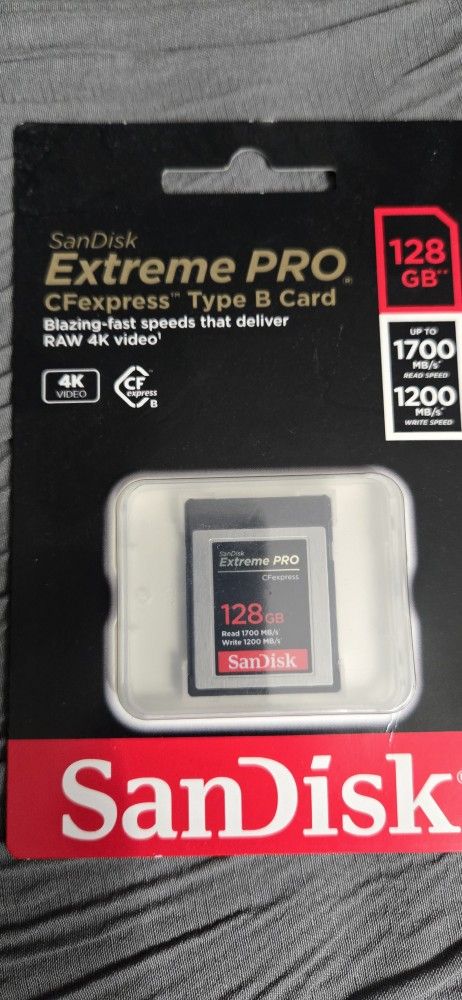 SanDisk
Extreme PRO®
CFexpress™ Type B Card
Blazing-fast speeds that deliver
RAW 4K video¹
4K
VIDEO
CF
express
B
128
GB**
UP TO
1700
MB/s*
READ SPEED
1200
MB/s*
WRITE SPEED
SanDisk
Extreme PRO
CFexpress
128GB
Read 1700 MB/s*
Write 1200 MB/s*
SanDisk
SanDisk®